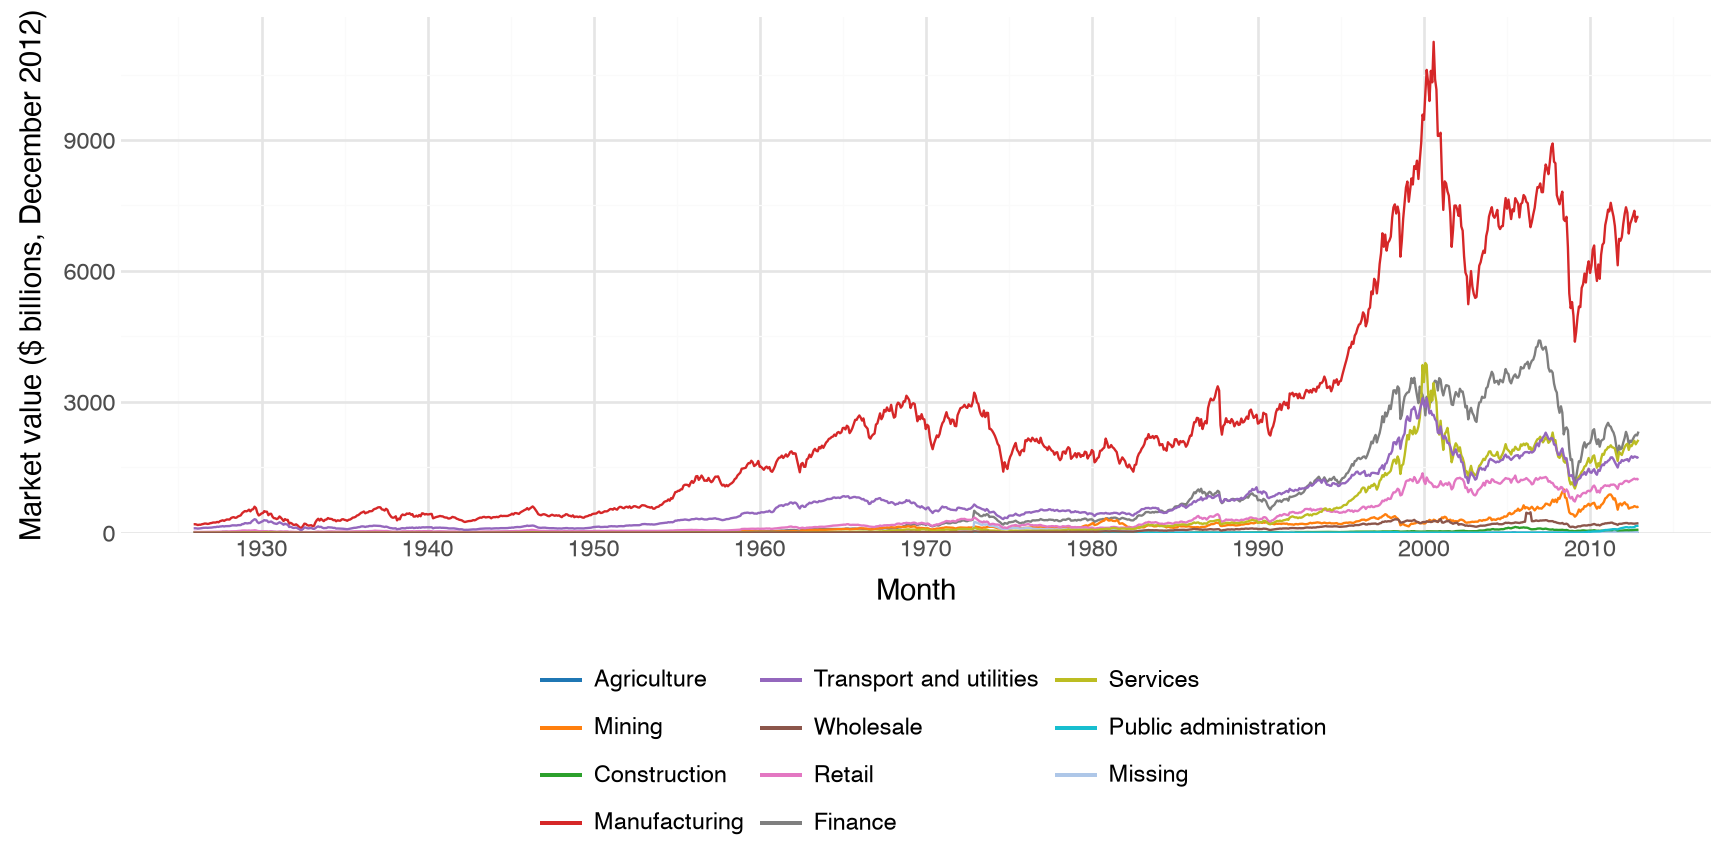 Market value ($ billions, December 2012)
9000
6000
3000
0
1930 1940 1950 1960 1970 1980 1990 2000 2010
Month
Agriculture Transport and utilities Services
Mining Wholesale Public administration
Construction Retail Missing
Manufacturing Finance